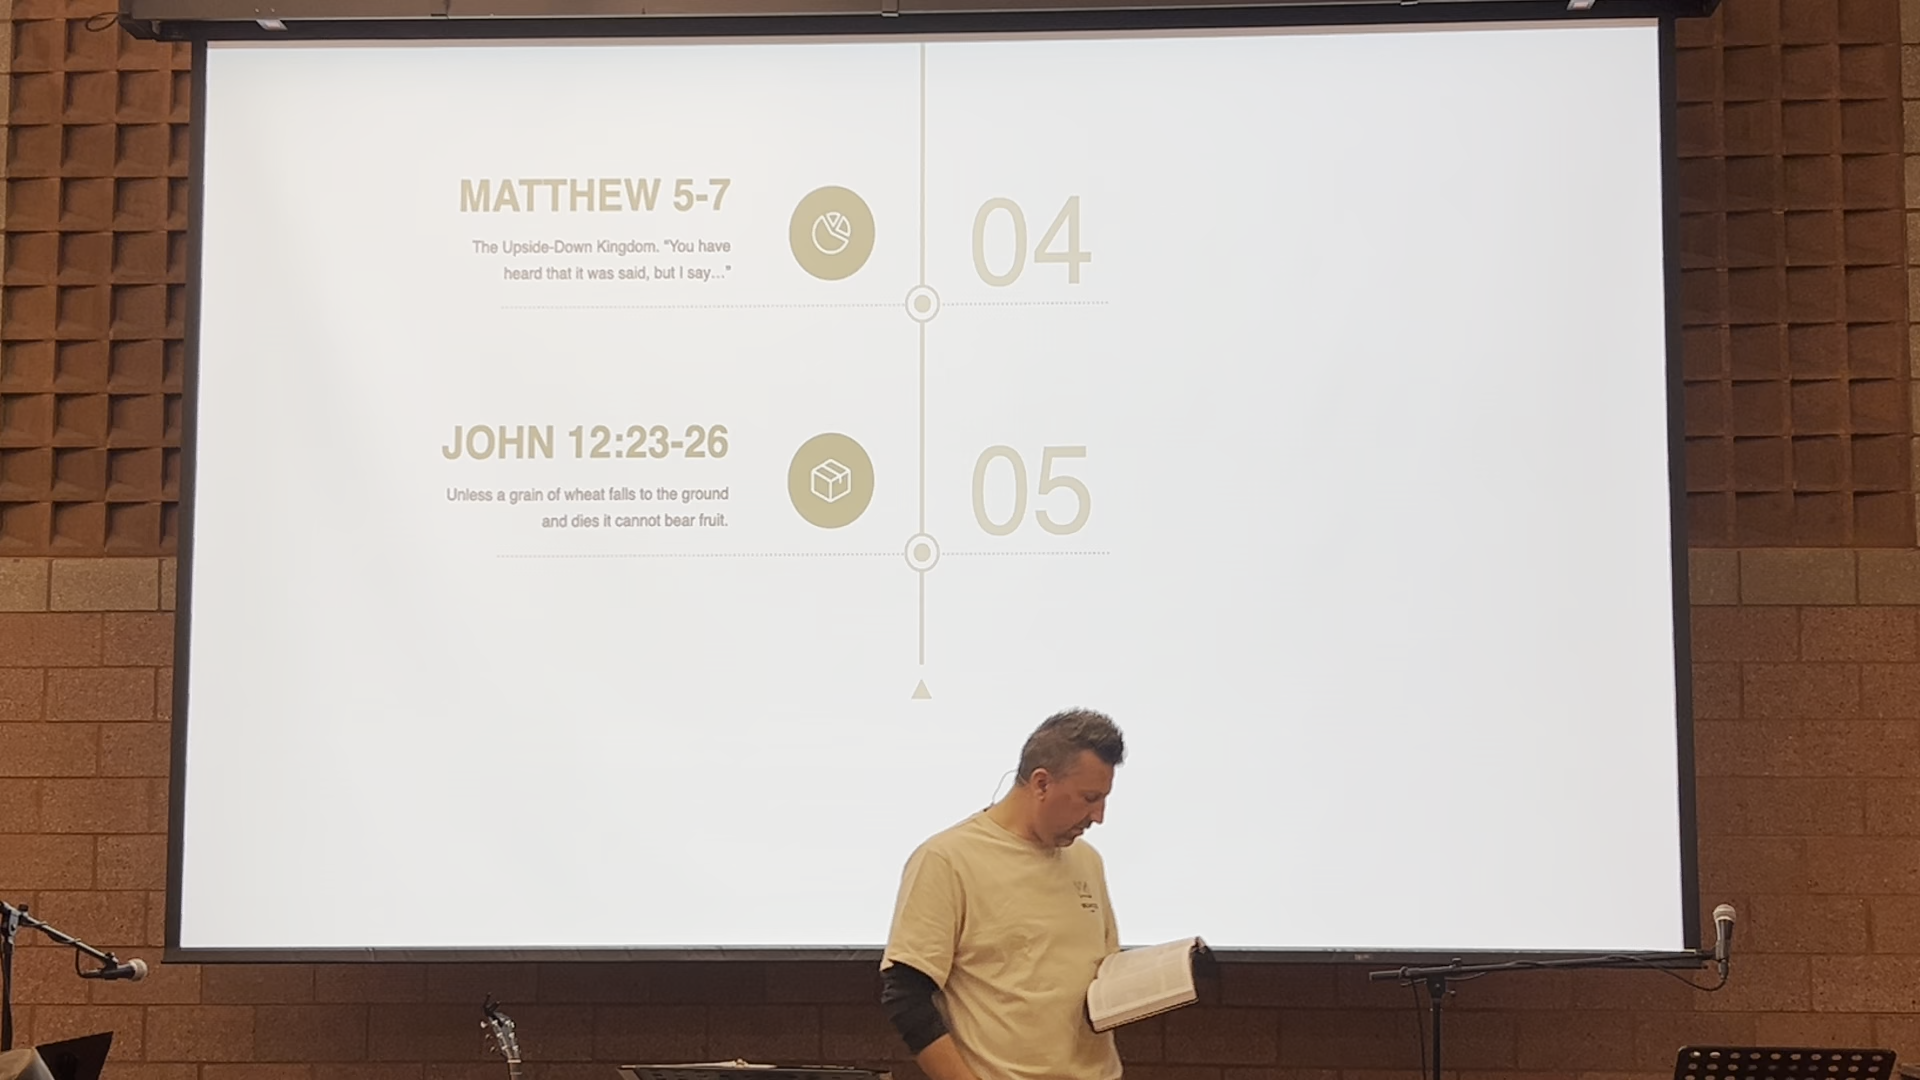 MATTHEW 5-7
The Upside-Down Kingdom. “You have
heard that it was said, but I say...”
04
JOHN 12:23-26
Unless a grain of wheat falls to the ground
and dies it cannot bear fruit.
05